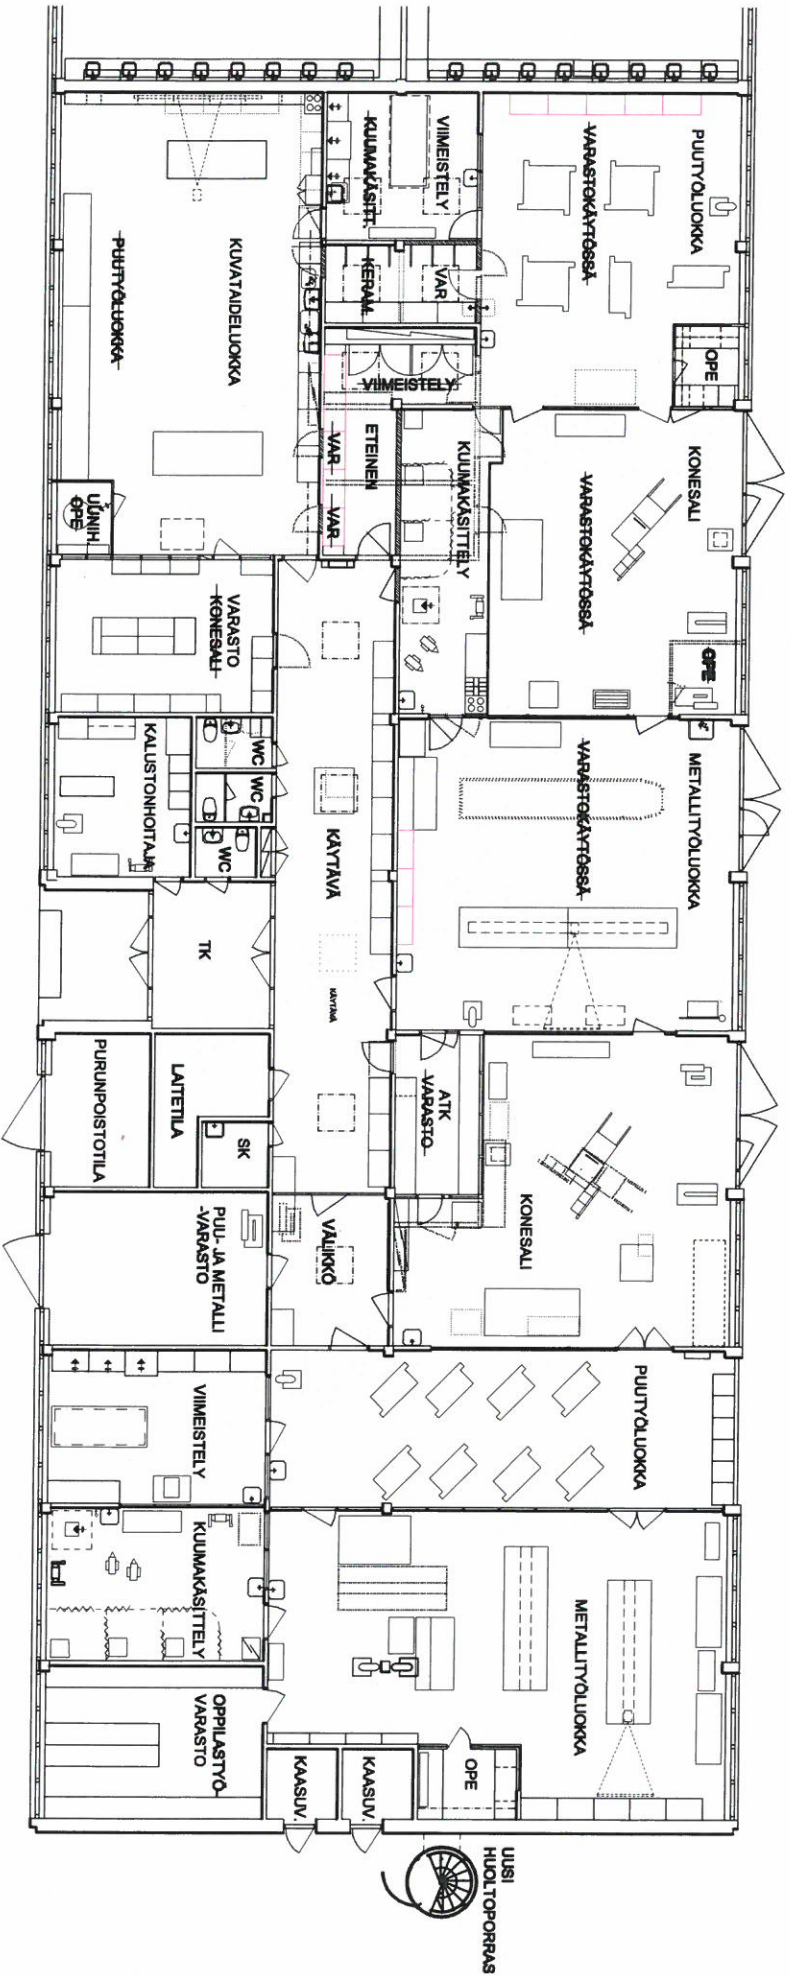 PUUTYÖLUOKKA
VARASTOKÄYTÖSSÄ
OPE
VIIMEISTELY
KUUMAKÄSITT.
VAR
KERAM.
KUVATAIDELUOKKA
PUUTYÖLUOKKA
UUNIH.
OPE
VIIMEISTELY
ETEINEN
VAR
VAR
KUUMAKÄSITTELY
KONESALI
VARASTOKÄYTÖSSÄ
OPE
VARASTO
KONESALI
KALUSTONHOITAJA
WC
WC
WC
KÄYTÄVÄ
KÄYTÄVÄ
METALLITYÖLUOKKA
VARASTOKÄYTÖSSÄ
TK
PURUNPOISTOTILA
LAITETILA
SK
ATK
VARASTO
KONESALI
PUU- JA METALLI
-VARASTO
VÄLIKKÖ
VIIMEISTELY
PUUTYÖLUOKKA
KUUMAKÄSITTELY
METALLITYÖLUOKKA
OPPILASTYÖ-
VARASTO
KAASUV.
KAASUV.
OPE
UUSI
HUOLTOPORRAS